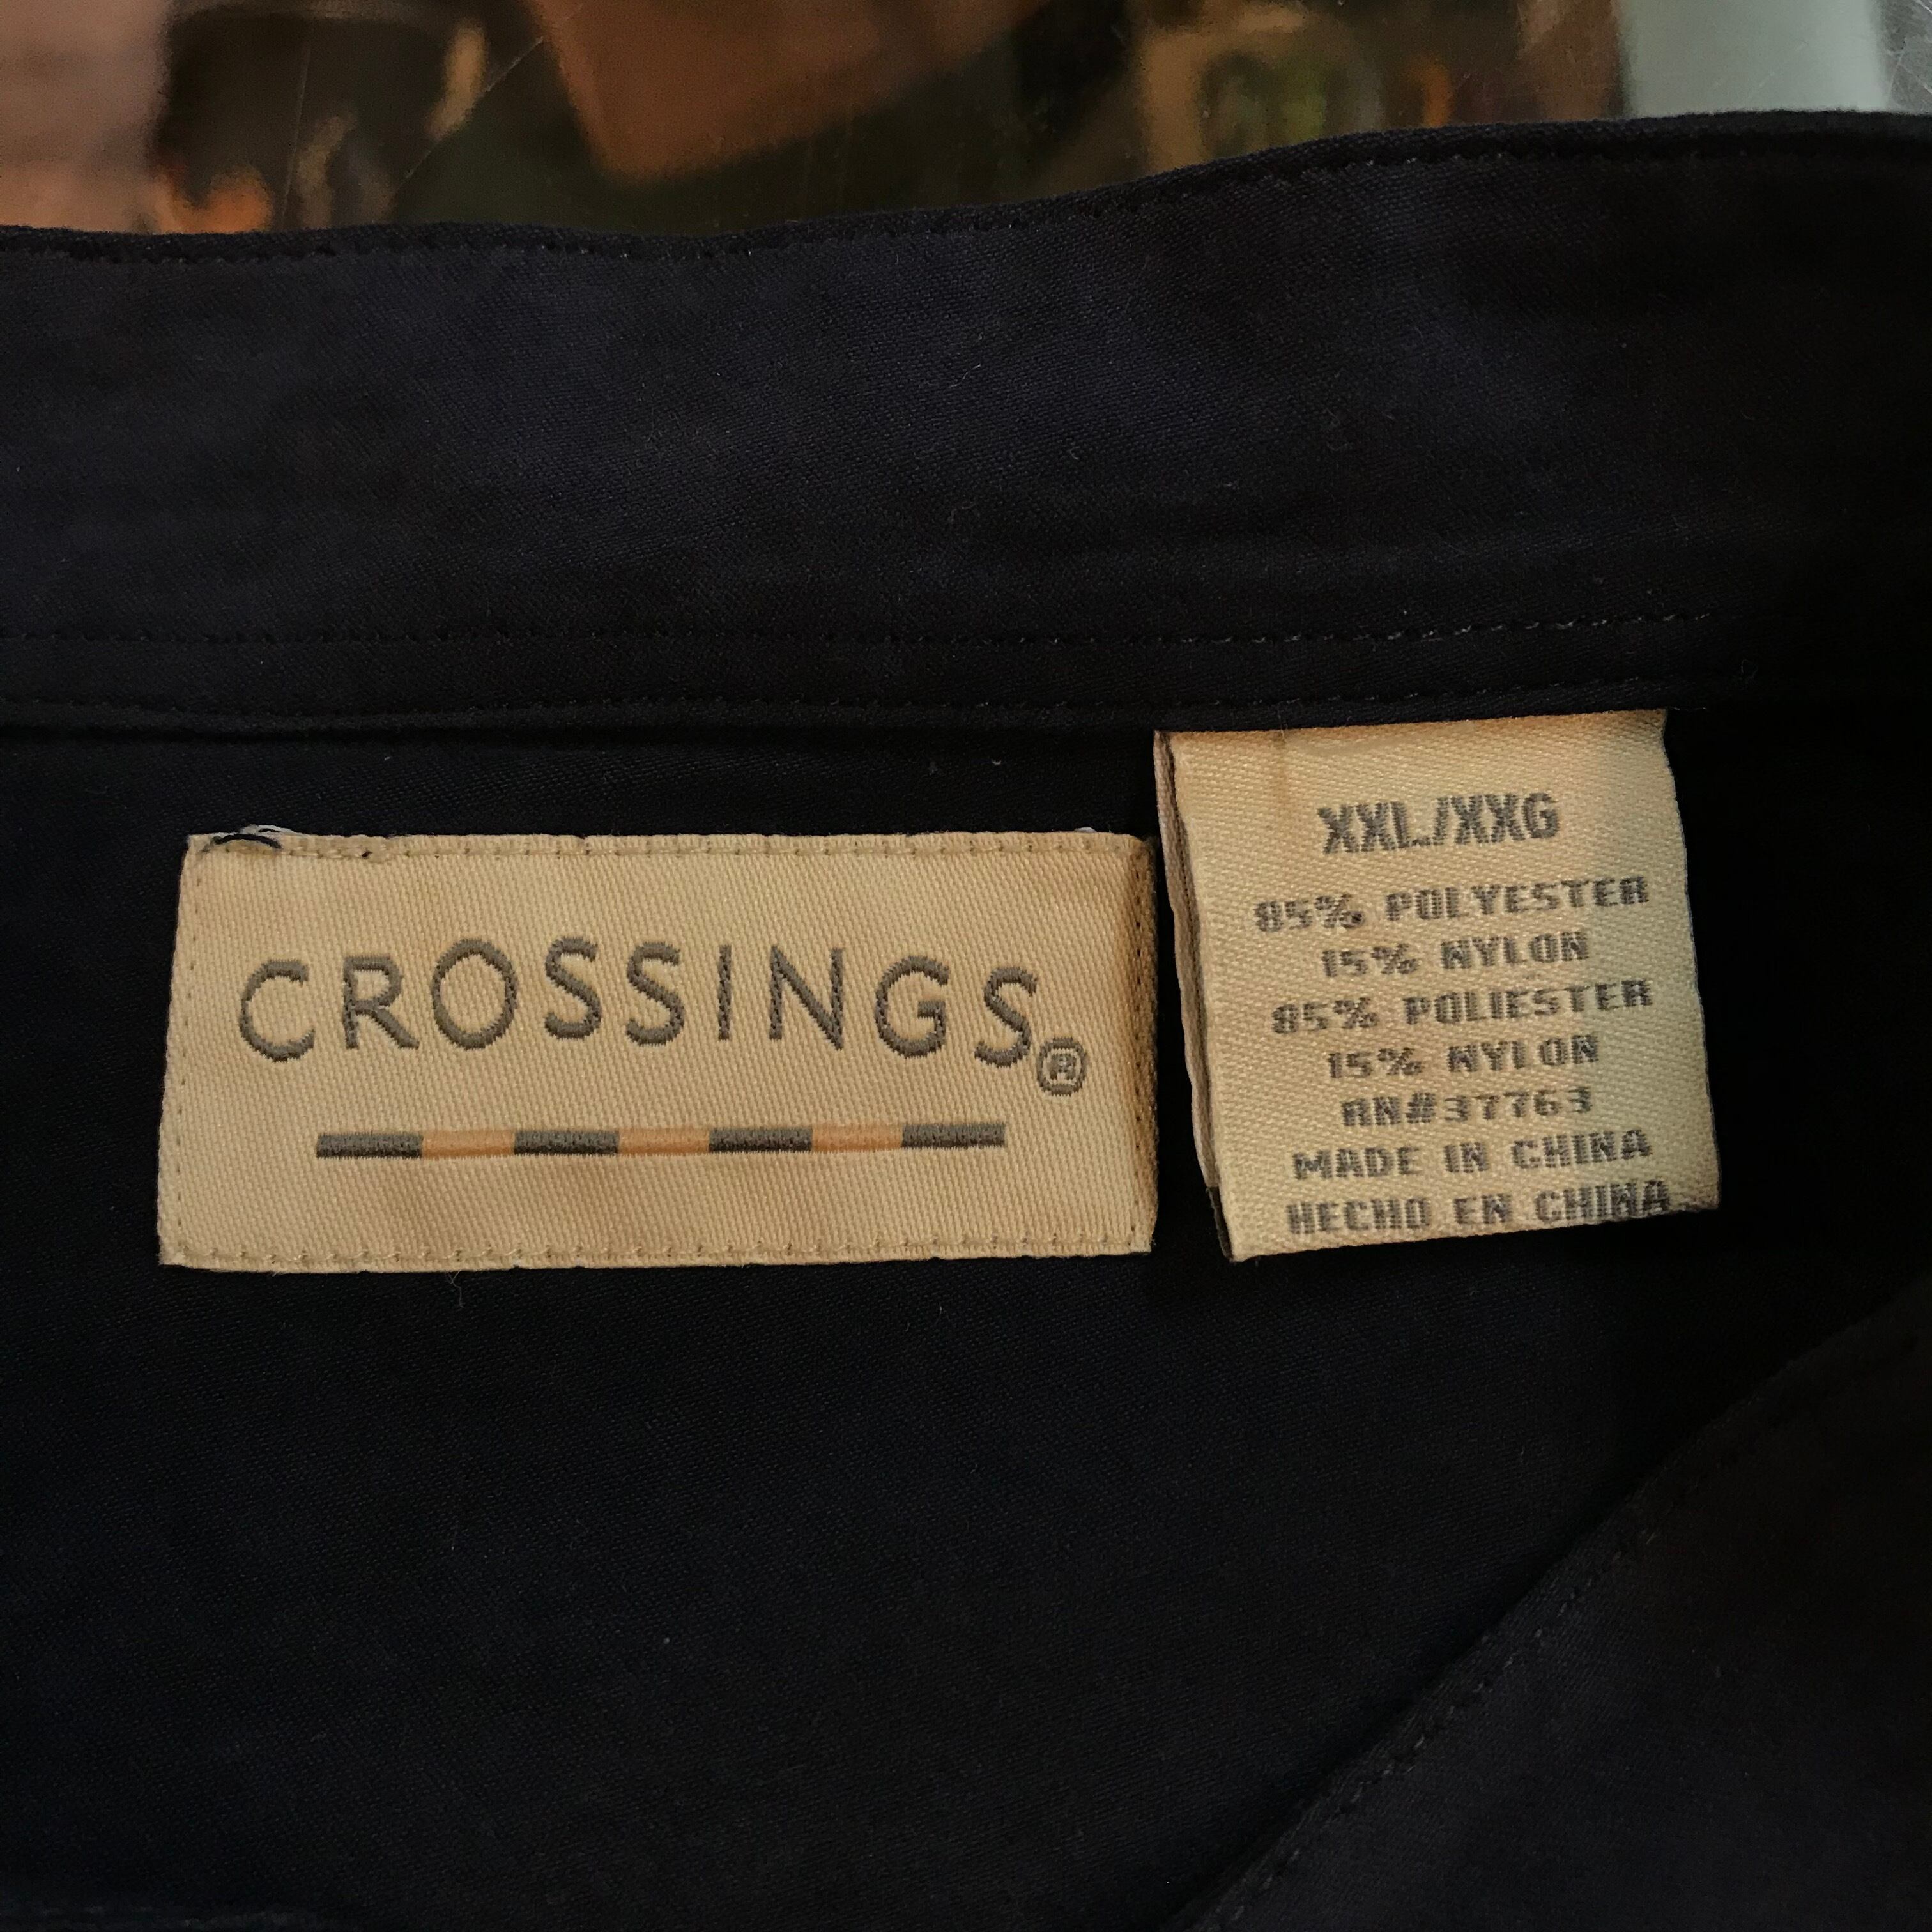 CROSSINGS®
XXL/XXG
85% POLYESTER
15% NYLON
85% POLIESTER
15% NYLON
RN#37763
MADE IN CHINA
HECHO EN CHINA